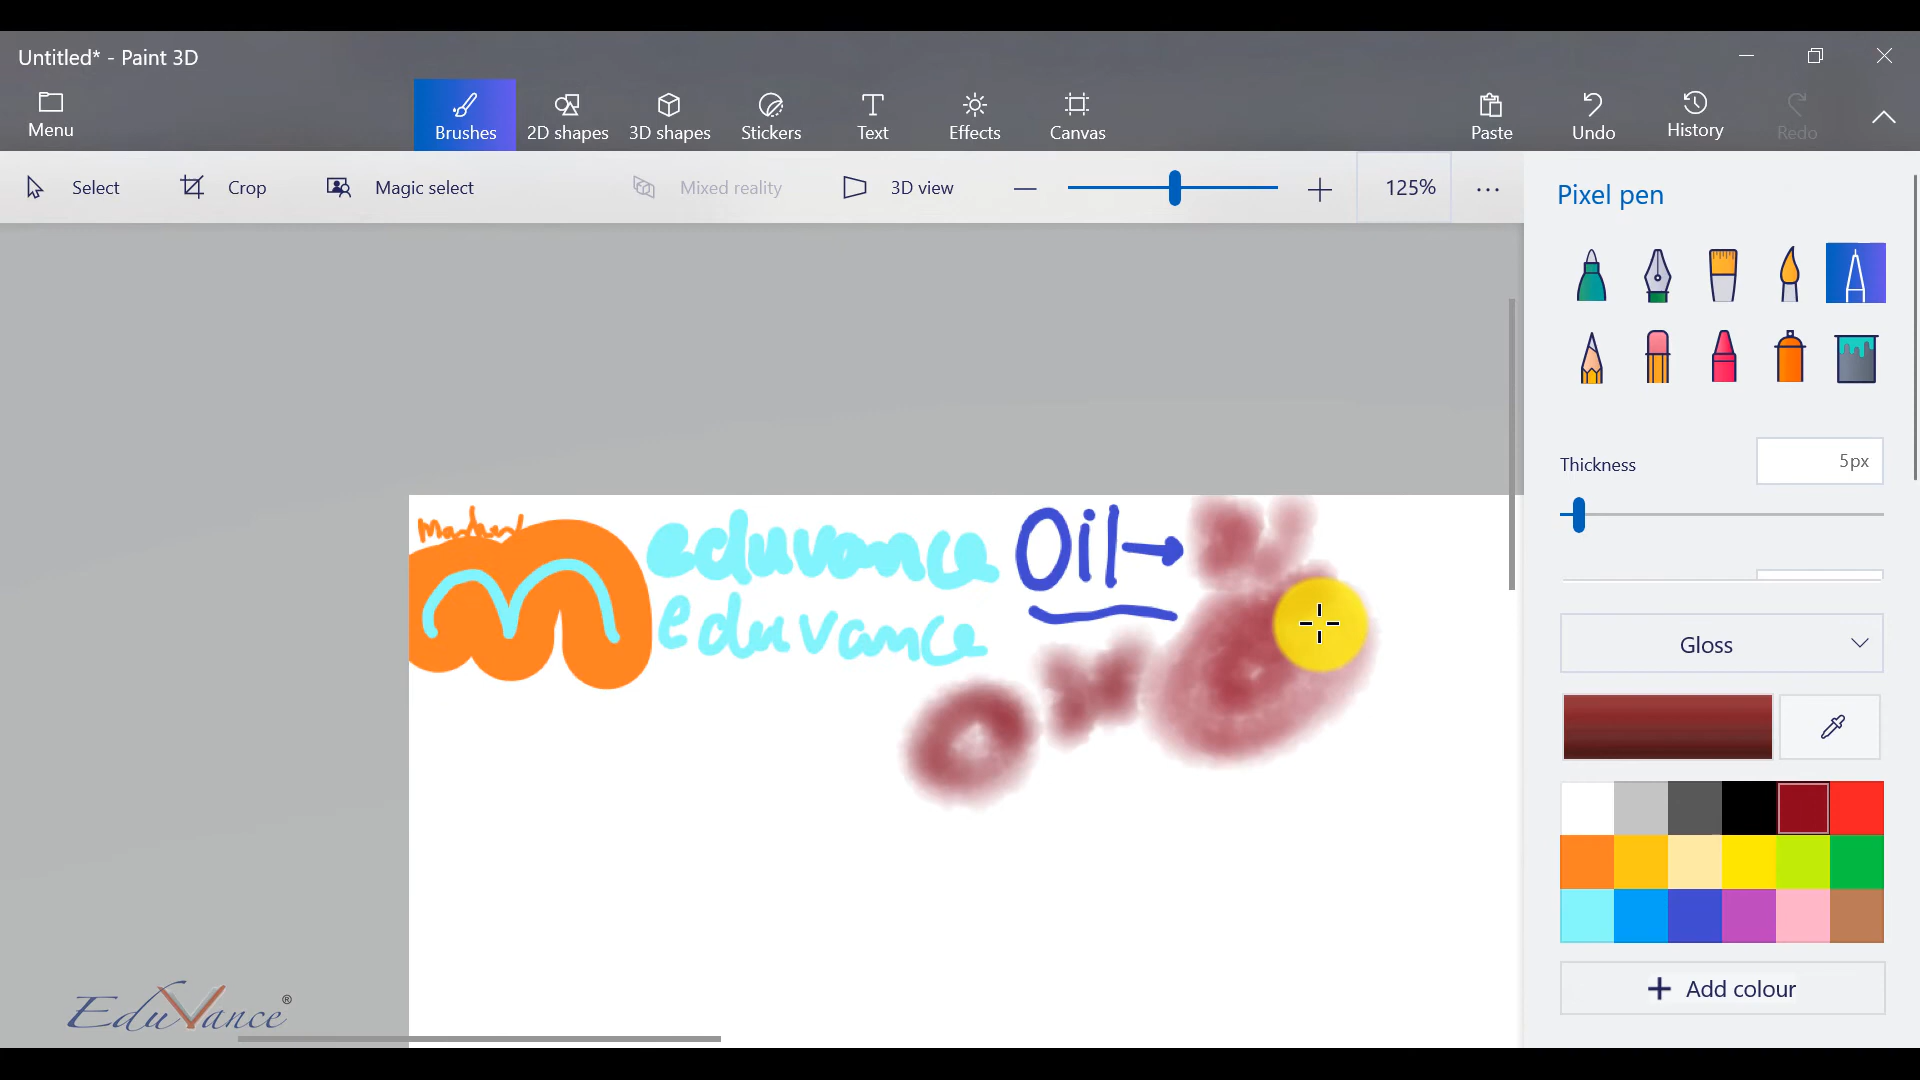 Untitled* - Paint 3D
Menu
Brushes
2D shapes
3D shapes
Stickers
Text
Effects
Canvas
Paste
Undo
History
Redo
Select
Crop
Magic select
Mixed reality
3D view
125%
Pixel pen
Thickness
5px
Gloss
Add colour
eduvance
Oil
eduvance
EduVance®